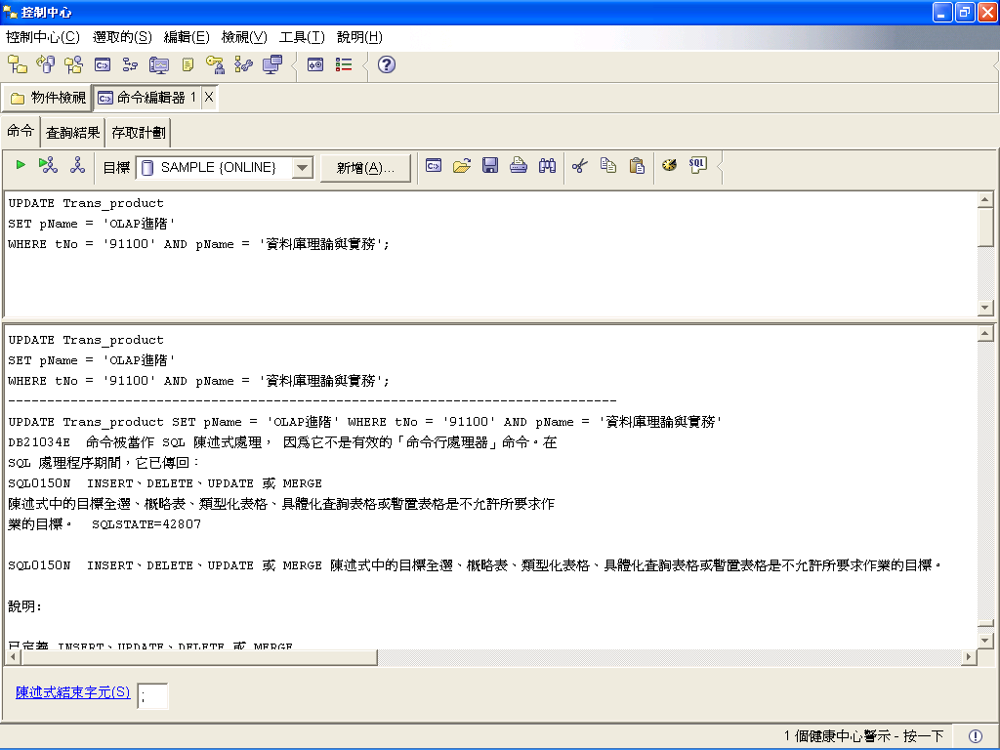 控制中心
控制中心(C) 選取的(S) 編輯(E) 檢視(V) 工具(T) 說明(H)
物件檢視 命令編輯器 1 X
命令 查詢結果 存取計劃
目標 SAMPLE {ONLINE} 新增(A)...
UPDATE Trans_product
SET pName = 'OLAP進階'
WHERE tNo = '91100' AND pName = '資料庫理論與實務';
UPDATE Trans_product
SET pName = 'OLAP進階'
WHERE tNo = '91100' AND pName = '資料庫理論與實務';
------------------------------------------------------------------------------
UPDATE Trans_product SET pName = 'OLAP進階' WHERE tNo = '91100' AND pName = '資料庫理論與實務'
DB21034E  命令被當作 SQL 陳述式處理， 因為它不是有效的「命令行處理器」命令。在
SQL 處理程序期間，它已傳回：
SQL0150N  INSERT、DELETE、UPDATE 或 MERGE
陳述式中的目標全選、概略表、類型化表格、具體化查詢表格或暫置表格是不允許所要求作
業的目標。  SQLSTATE=42807
SQL0150N  INSERT、DELETE、UPDATE 或 MERGE 陳述式中的目標全選、概略表、類型化表格、具體化查詢表格或暫置表格是不允許所要求作業的目標。
說明:
已定義 INSERT、UPDATE、DELETE 或 MERGE
陳述式結束字元(S) ;
1 個健康中心警示 - 按一下